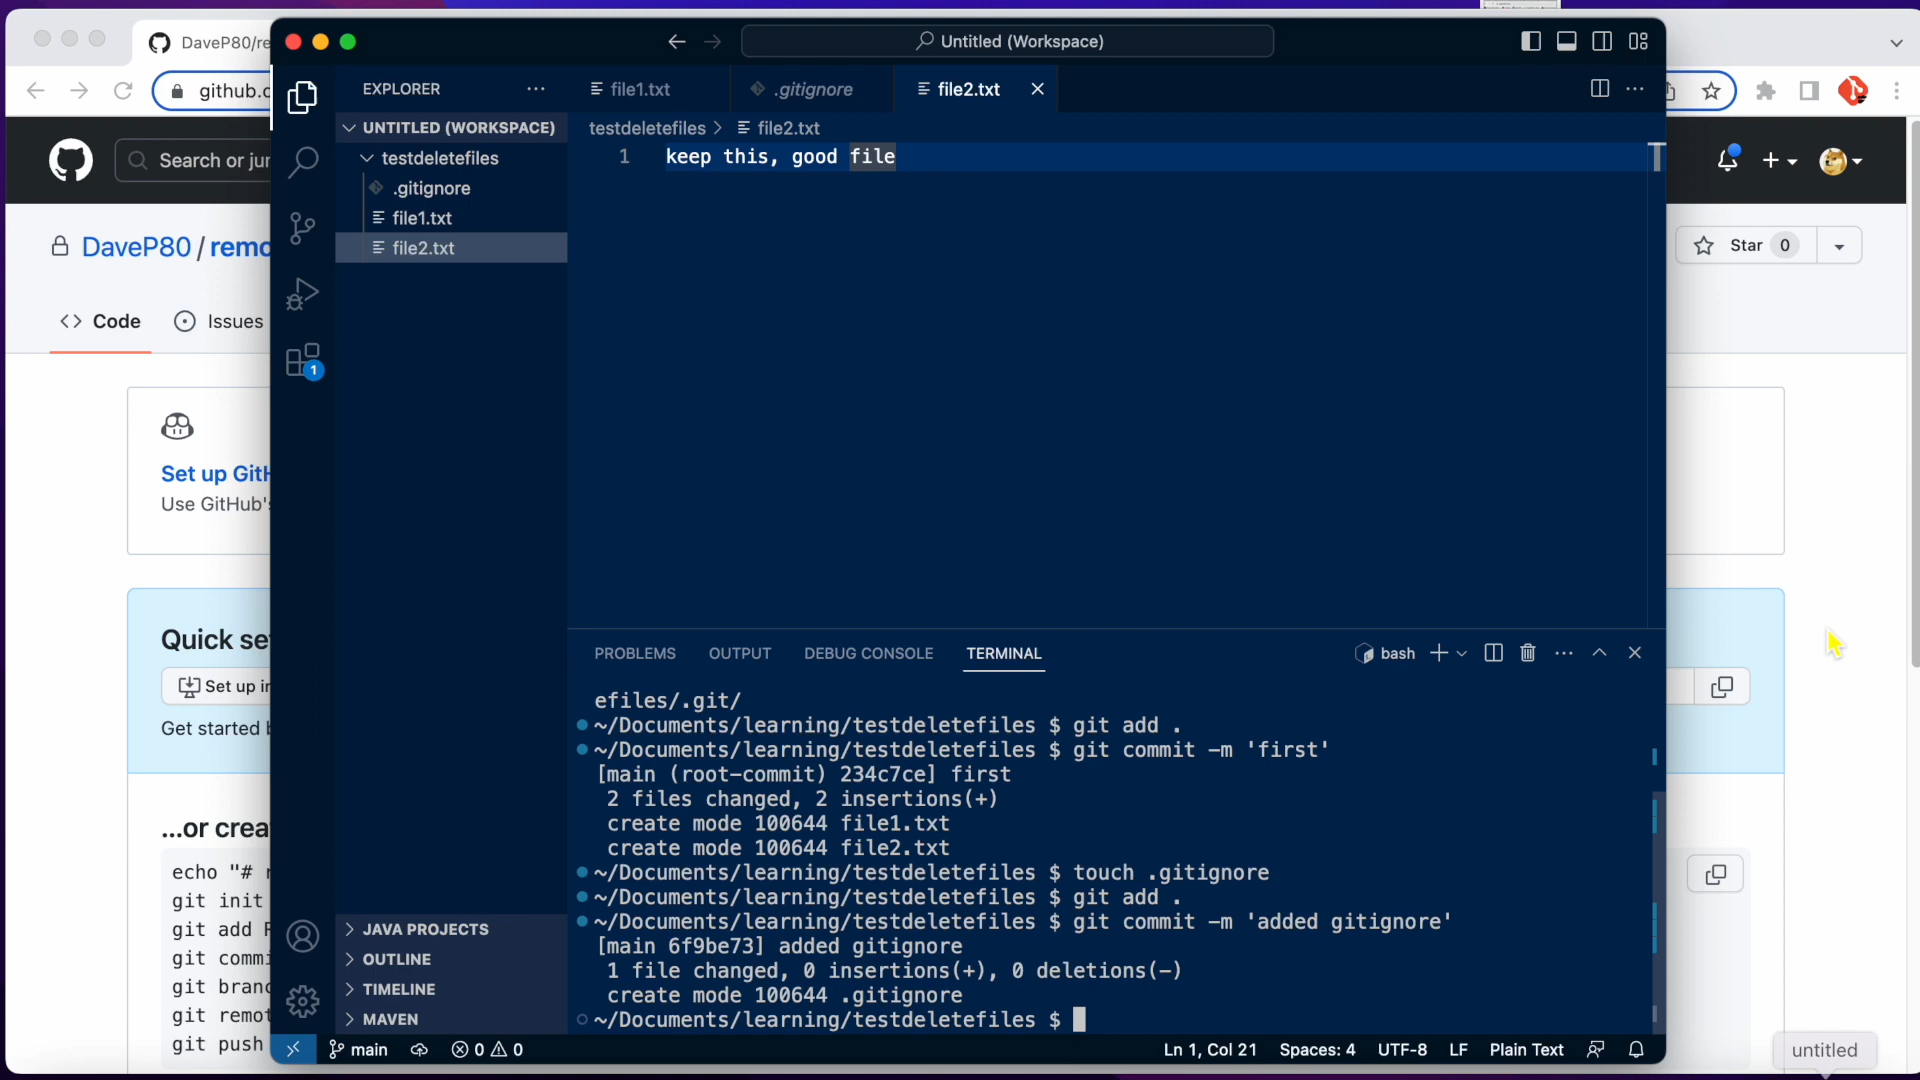 DaveP80/re
github.c
Search or jur
DaveP80 / remo
Code
Issues
Star 0
Set up GitH
Use GitHub's
Quick se
Set up in
Get started b
...or crea
echo "# r
git init
git add R
git commi
git branc
git remot
git push
untitled
Untitled (Workspace)
EXPLORER
UNTITLED (WORKSPACE)
testdeletefiles
.gitignore
file1.txt
file2.txt
1
JAVA PROJECTS
OUTLINE
TIMELINE
MAVEN
file1.txt
.gitignore
file2.txt
testdeletefiles > file2.txt
1 keep this, good file
PROBLEMS OUTPUT DEBUG CONSOLE TERMINAL
bash
efiles/.git/
~/Documents/learning/testdeletefiles $ git add .
~/Documents/learning/testdeletefiles $ git commit -m 'first'
[main (root-commit) 234c7ce] first
2 files changed, 2 insertions(+)
create mode 100644 file1.txt
create mode 100644 file2.txt
~/Documents/learning/testdeletefiles $ touch .gitignore
~/Documents/learning/testdeletefiles $ git add .
~/Documents/learning/testdeletefiles $ git commit -m 'added gitignore'
[main 6f9be73] added gitignore
1 file changed, 0 insertions(+), 0 deletions(-)
create mode 100644 .gitignore
~/Documents/learning/testdeletefiles $
main 0 0
Ln 1, Col 21 Spaces: 4 UTF-8 LF Plain Text